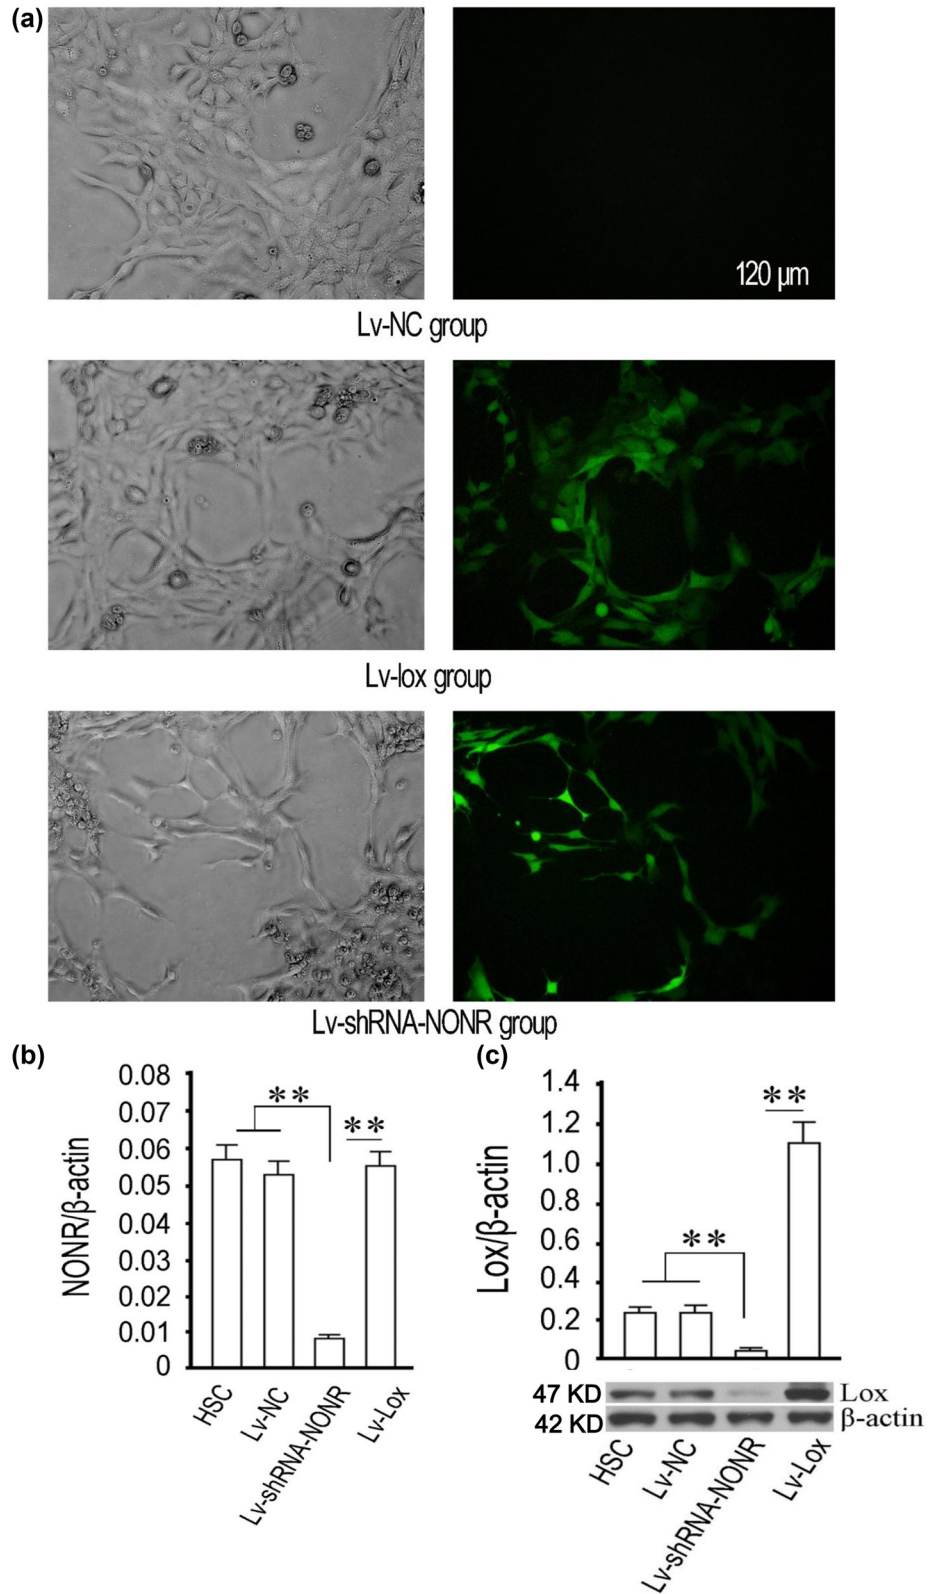 (a)
120 µm
Lv-NC group
Lv-lox group
Lv-shRNA-NONR group
(b)
NONR/β-actin
0.08
0.07
0.06
0.05
0.04
0.03
0.02
0.01
0
**
**
HSC
Lv-NC
Lv-shRNA-NONR
Lv-Lox
(c)
Lox/β-actin
1.4
1.2
1.0
0.8
0.6
0.4
0.2
0
**
**
47 KD
Lox
42 KD
β-actin
HSC
Lv-NC
Lv-shRNA-NONR
Lv-Lox